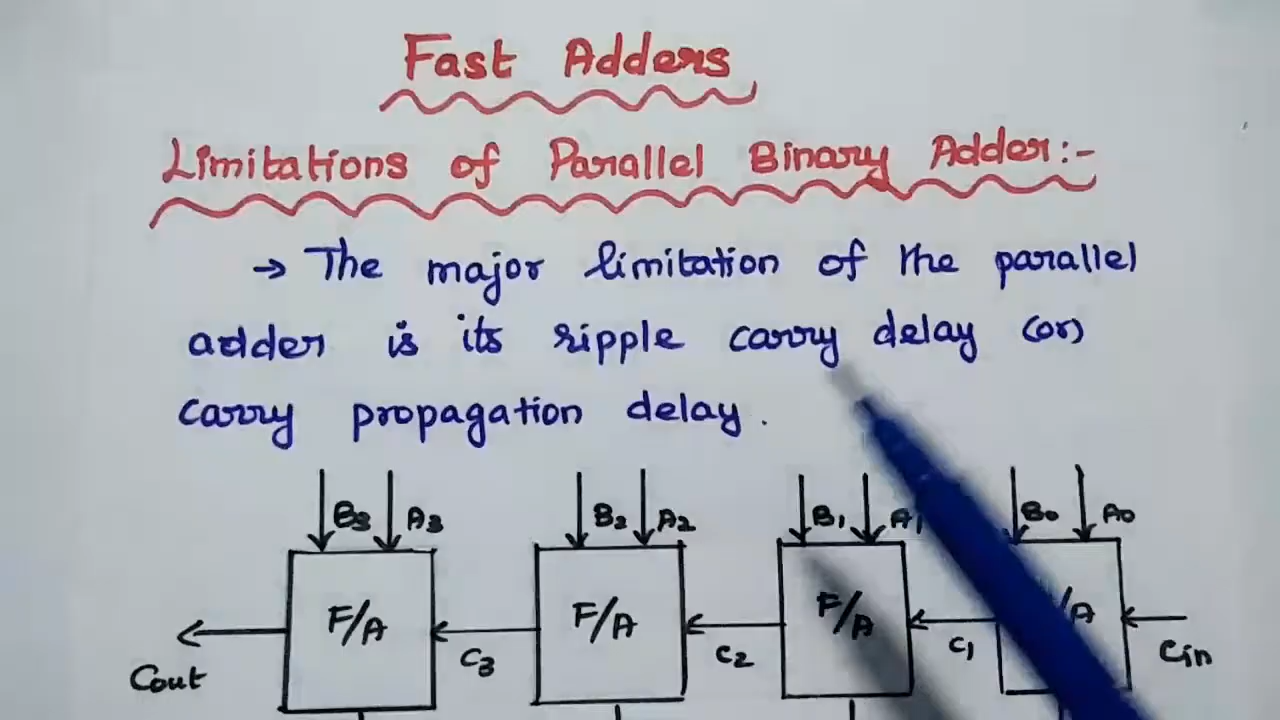 Fast Adders
Limitations of Parallel Binary Adder:-
→ The major limitation of the parallel
adder is its ripple carry delay (or)
carry propagation delay.
B3 A3 B2 A2 B1 A1 B0 A0
F/A F/A F/A /A
C3 C2 C1 Cin
Cout